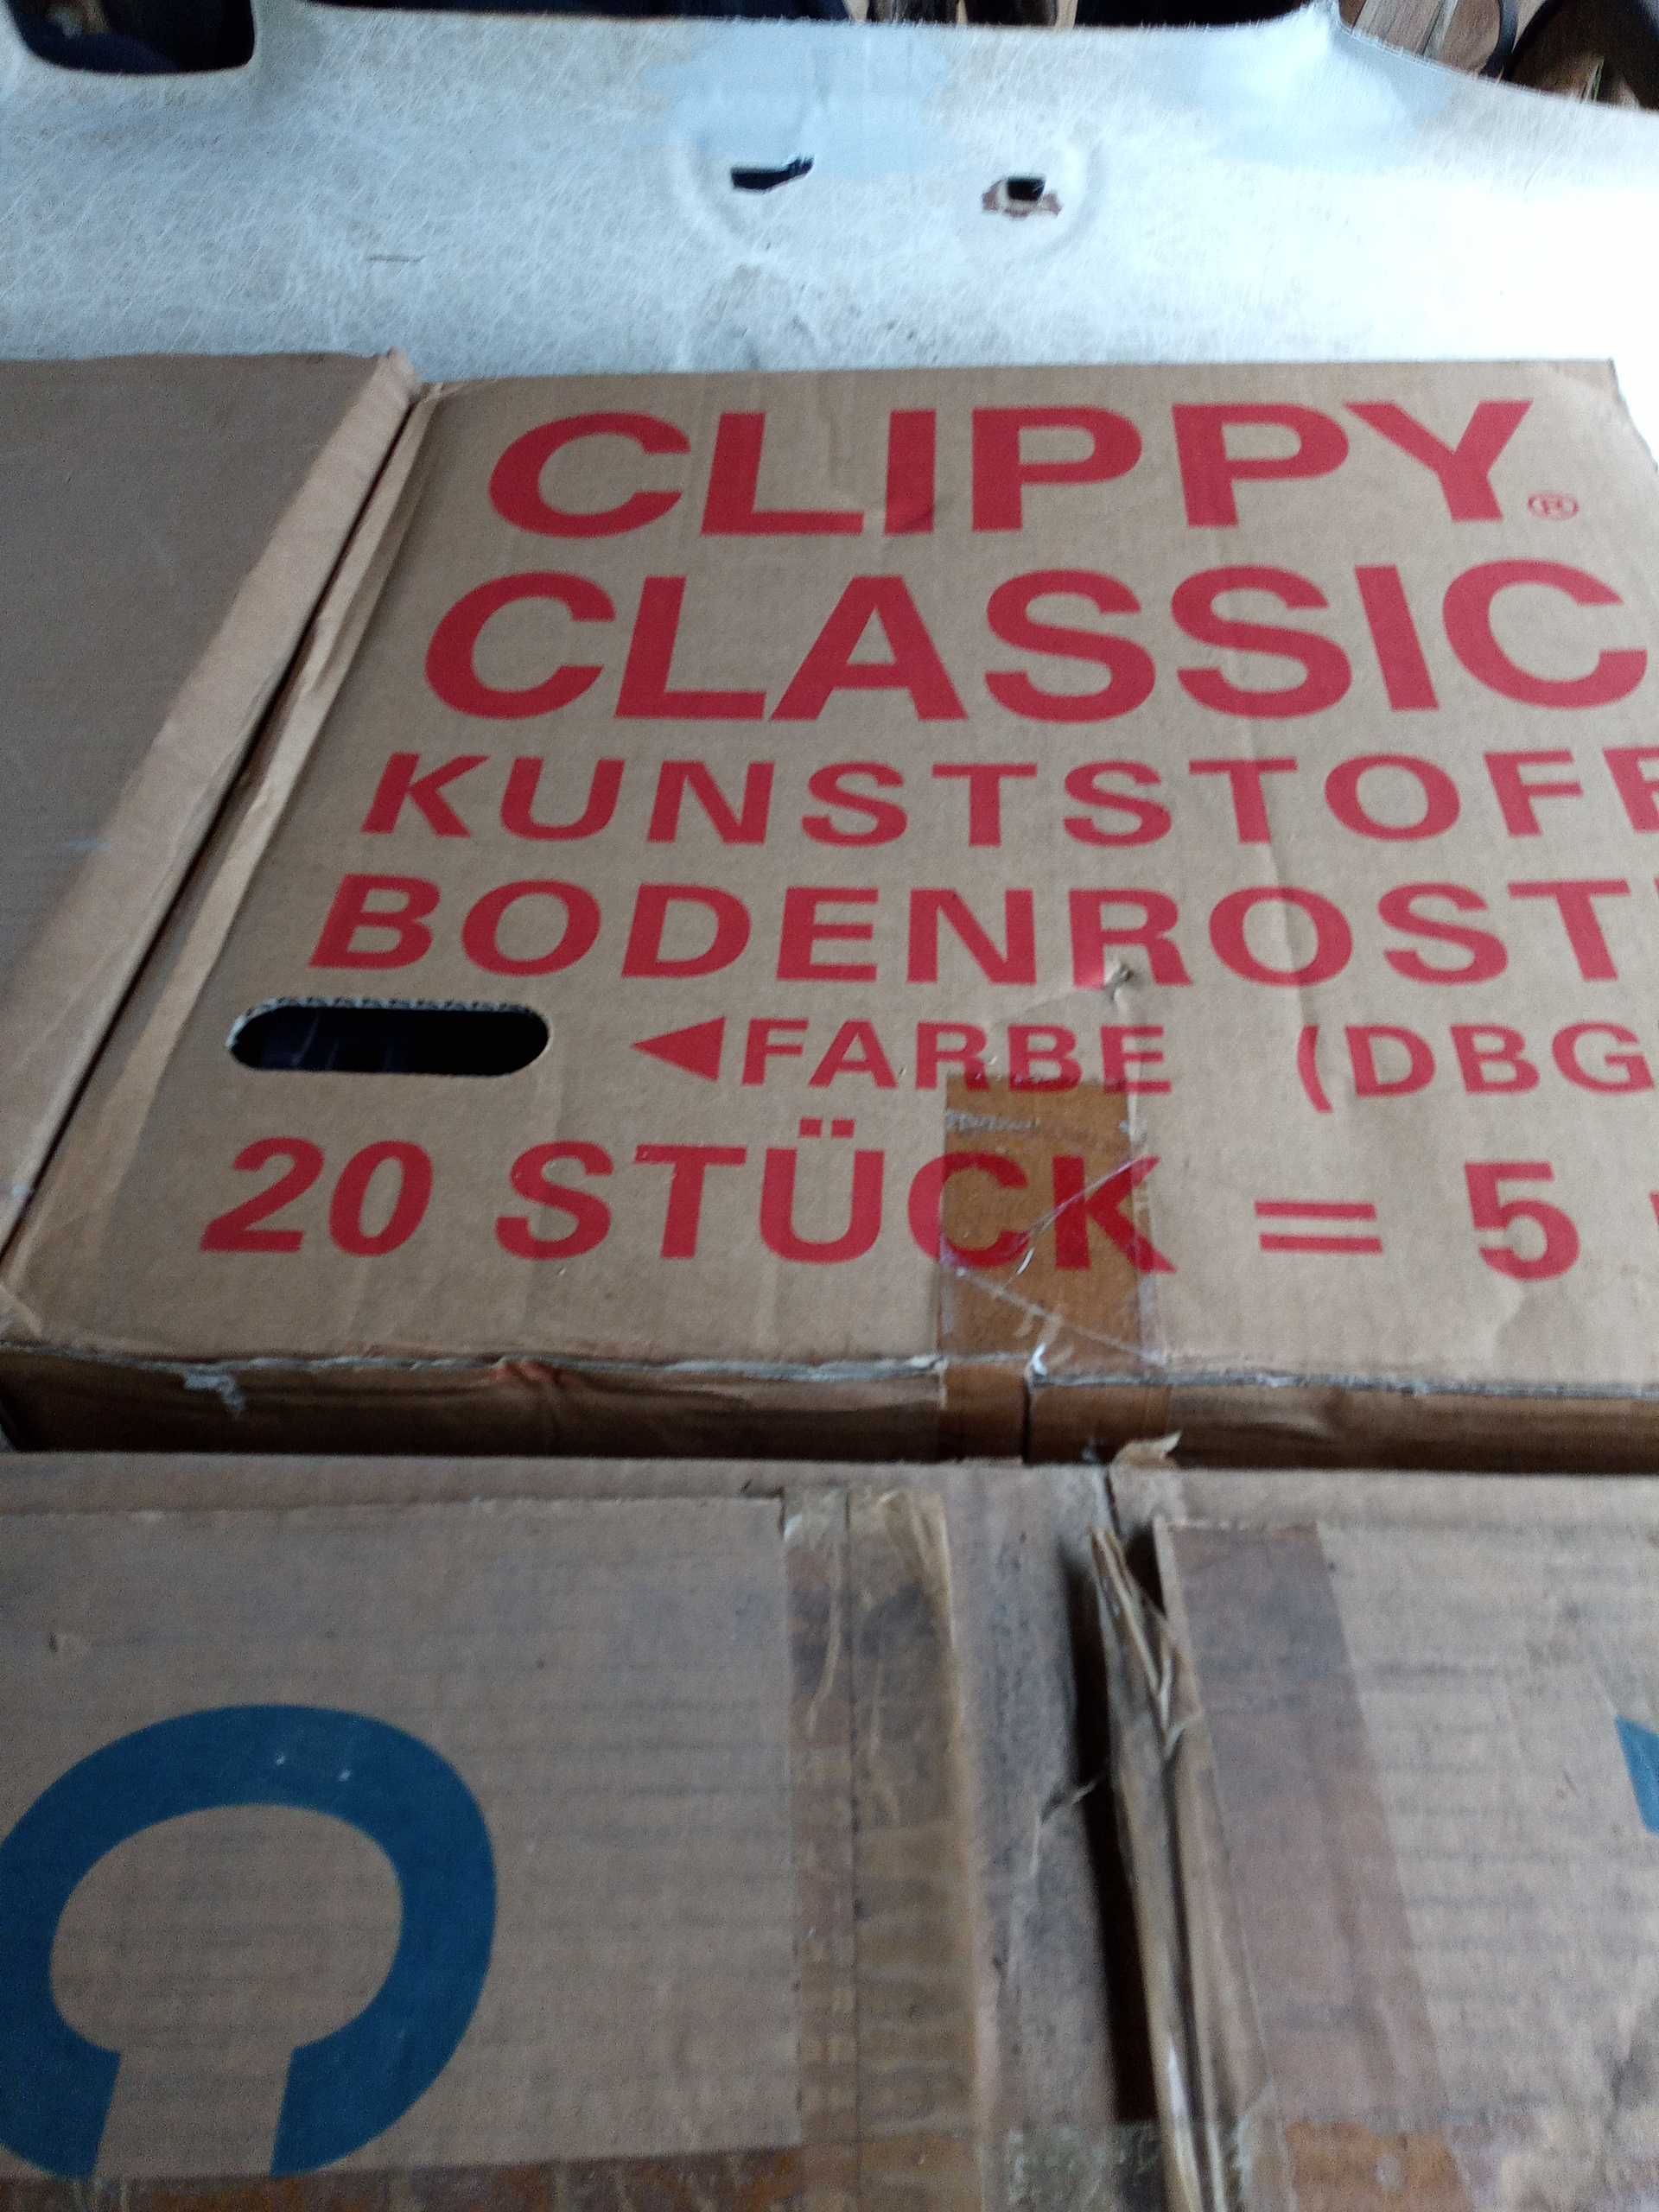 CLIPPY®
CLASSIC
KUNSTSTOFF
BODENROST
◄FARBE (DBG
20 STÜCK = 5